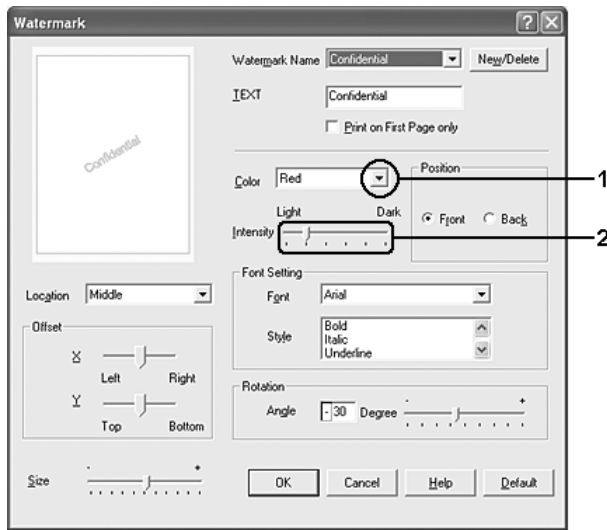 Watermark
Confidential
Watermark Name Confidential New/Delete
TEXT Confidential
Print on First Page only
Color Red 1
Position
Front Back
Light Dark
Intensity 2
Location Middle
Font Setting
Font Arial
Style Bold
Italic
Underline
Offset
X
Left Right
Y
Top Bottom
Rotation
Angle -30 Degree - +
Size - +
OK Cancel Help Default